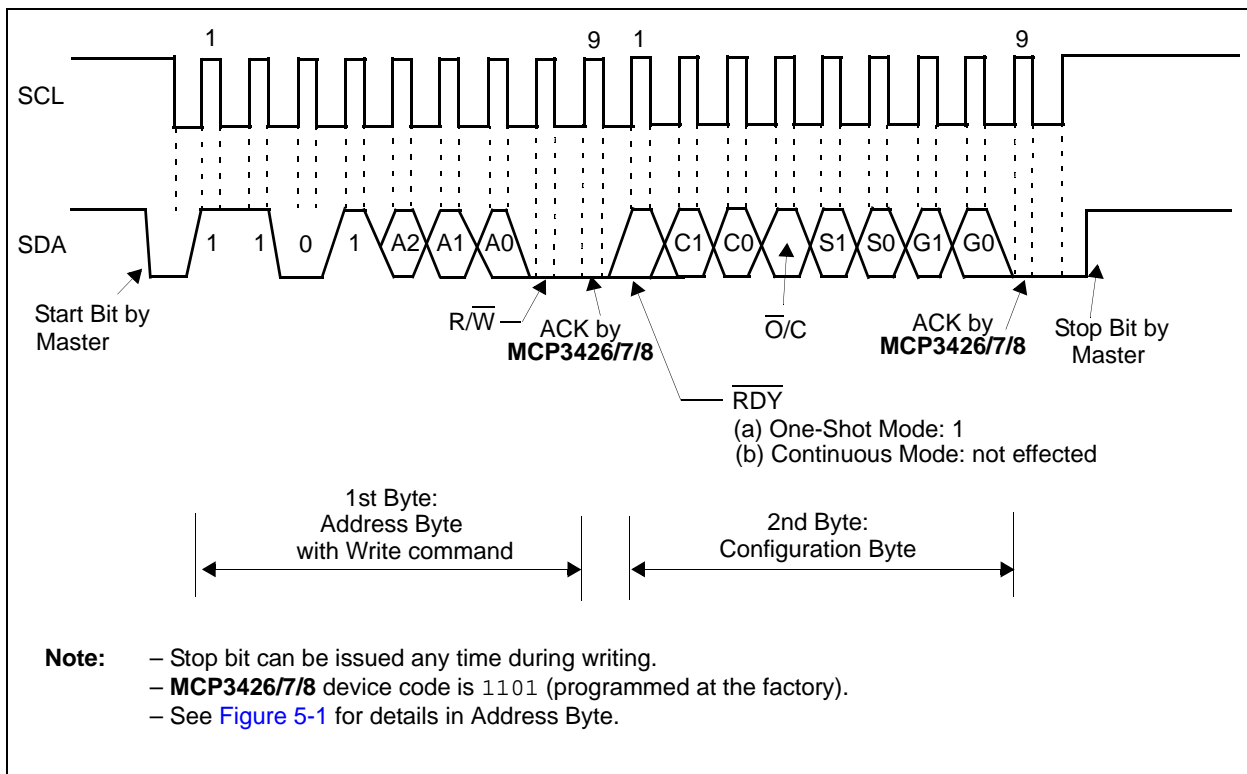 1 9 1 9
SCL
SDA
1 1 0 1 A2 A1 A0 C1 C0 S1 S0 G1 G0
Start Bit by
Master
R/W̅
ACK by
MCP3426/7/8
O̅/C
ACK by
MCP3426/7/8
Stop Bit by
Master
R̅D̅Y̅
(a) One-Shot Mode: 1
(b) Continuous Mode: not effected
1st Byte:
Address Byte
with Write command
2nd Byte:
Configuration Byte
Note: – Stop bit can be issued any time during writing.
– MCP3426/7/8 device code is 1101 (programmed at the factory).
– See Figure 5-1 for details in Address Byte.